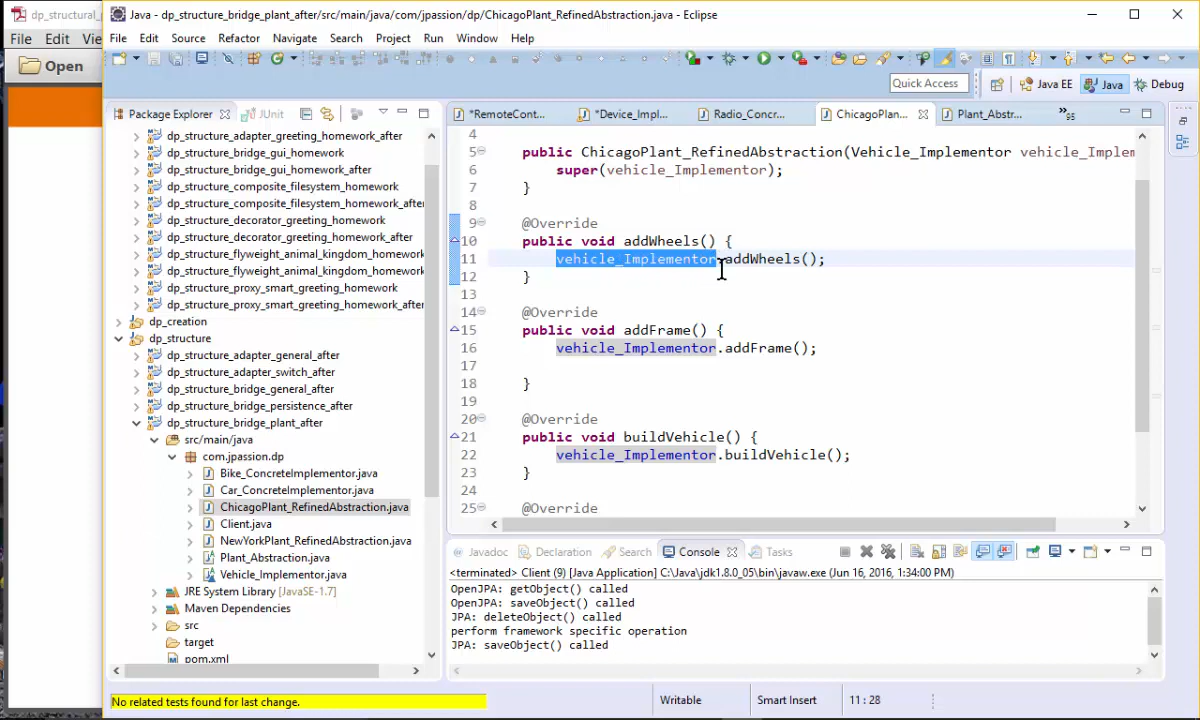 dp_structural_
Java - dp_structure_bridge_plant_after/src/main/java/com/jpassion/dp/ChicagoPlant_RefinedAbstraction.java - Eclipse
File Edit Vie
File Edit Source Refactor Navigate Search Project Run Window Help
Open
Quick Access
Java EE
Java
Debug
Package Explorer
JUnit
*RemoteCont...
*Device_Impl...
Radio_Concr...
ChicagoPlan...
Plant_Abstr...
»95
dp_structure_adapter_greeting_homework_after
dp_structure_bridge_gui_homework
dp_structure_bridge_gui_homework_after
dp_structure_composite_filesystem_homework
dp_structure_composite_filesystem_homework_after
dp_structure_decorator_greeting_homework
dp_structure_decorator_greeting_homework_after
dp_structure_flyweight_animal_kingdom_homework
dp_structure_flyweight_animal_kingdom_homework_
dp_structure_proxy_smart_greeting_homework
dp_structure_proxy_smart_greeting_homework_after
dp_creation
dp_structure
dp_structure_adapter_general_after
dp_structure_adapter_switch_after
dp_structure_bridge_general_after
dp_structure_bridge_persistence_after
dp_structure_bridge_plant_after
src/main/java
com.jpassion.dp
Bike_ConcreteImplementor.java
Car_ConcreteImplementor.java
ChicagoPlant_RefinedAbstraction.java
Client.java
NewYorkPlant_RefinedAbstraction.java
Plant_Abstraction.java
Vehicle_Implementor.java
JRE System Library [JavaSE-1.7]
Maven Dependencies
src
target
pom.xml
4
5 public ChicagoPlant_RefinedAbstraction(Vehicle_Implementor vehicle_Implem
6 super(vehicle_Implementor);
7 }
8
9 @Override
10 public void addWheels() {
11 vehicle_Implementor.addWheels();
12 }
13
14 @Override
15 public void addFrame() {
16 vehicle_Implementor.addFrame();
17
18 }
19
20 @Override
21 public void buildVehicle() {
22 vehicle_Implementor.buildVehicle();
23 }
24
25 @Override
Javadoc Declaration Search Console Tasks
<terminated> Client (9) [Java Application] C:\Java\jdk1.8.0_05\bin\javaw.exe (Jun 16, 2016, 1:34:00 PM)
OpenJPA: getObject() called
OpenJPA: saveObject() called
JPA: deleteObject() called
perform framework specific operation
JPA: saveObject() called
No related tests found for last change.
Writable
Smart Insert
11 : 28